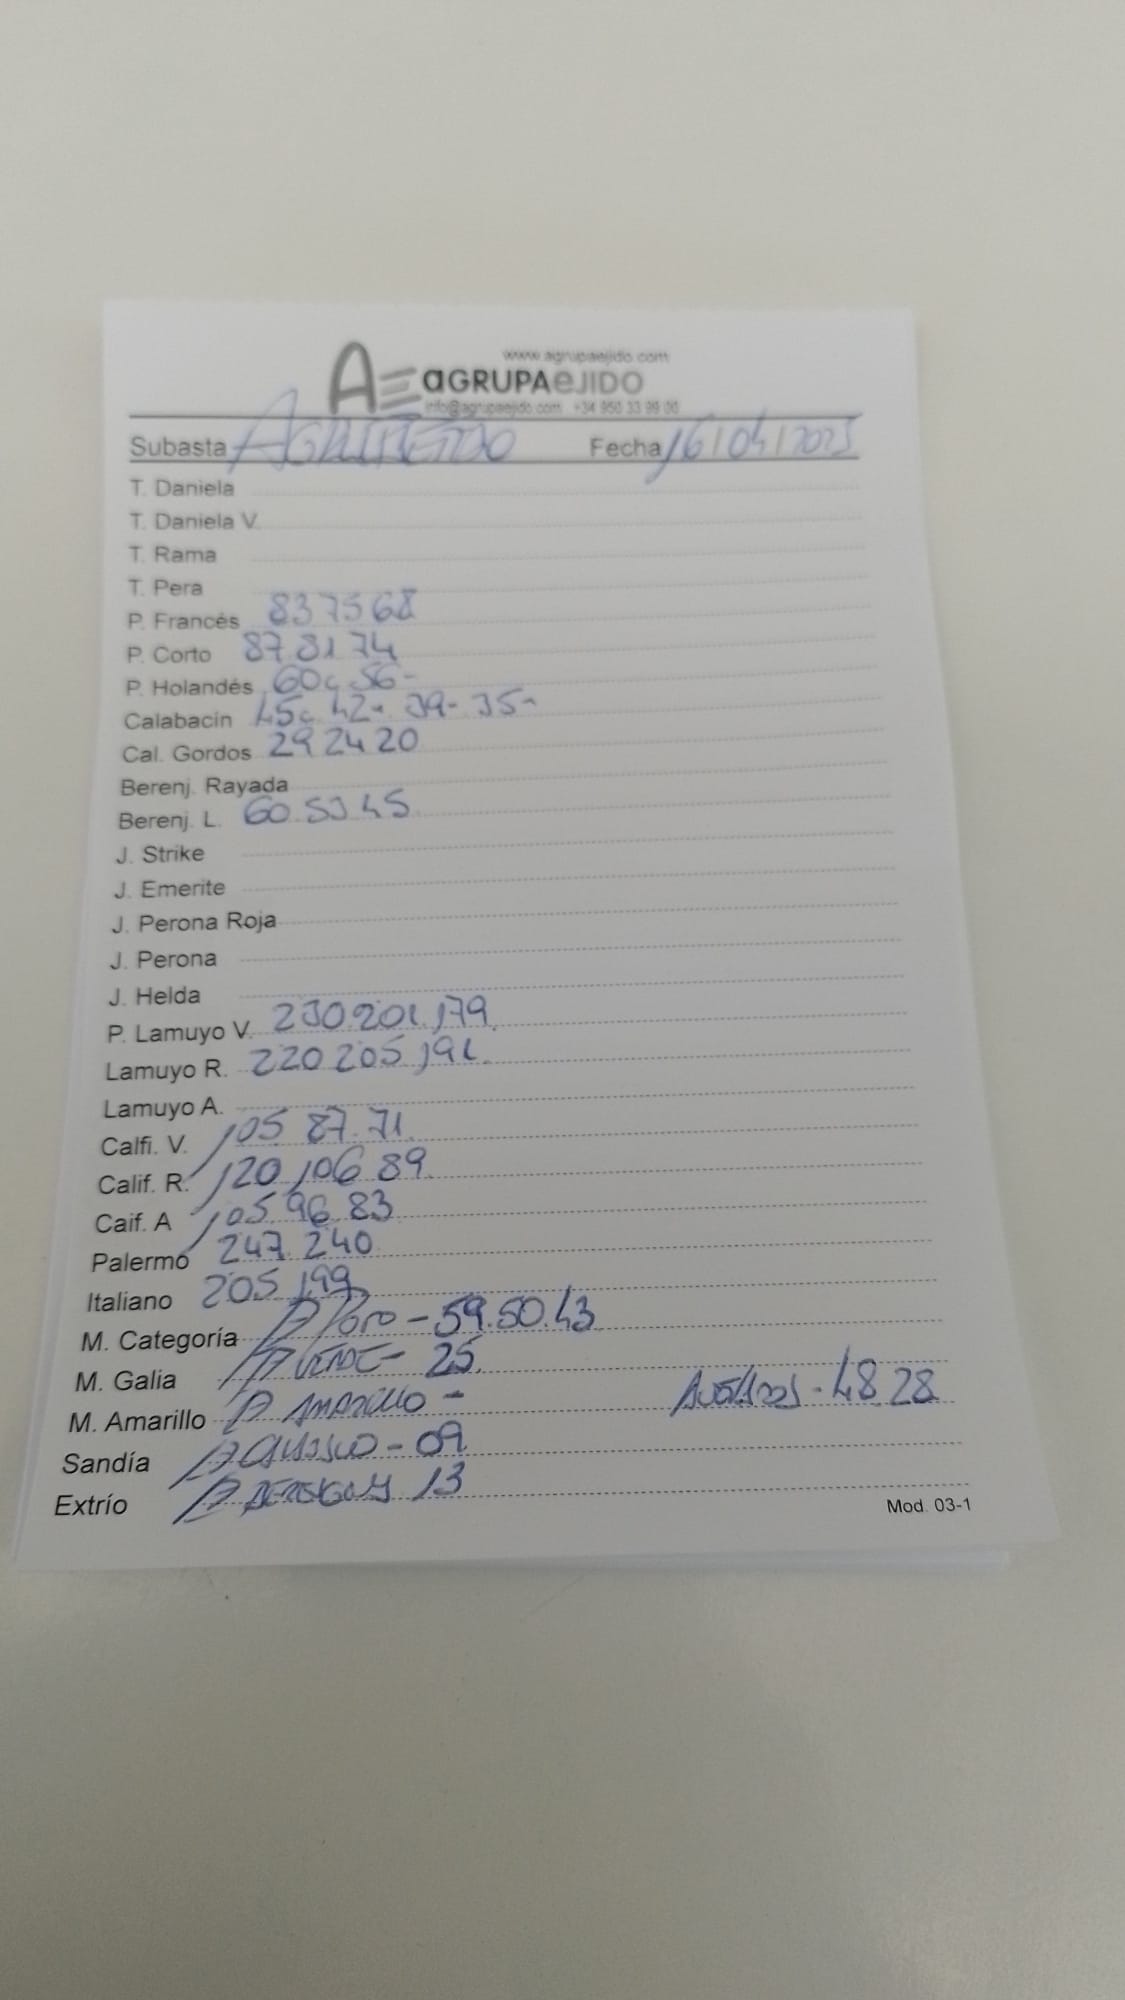 www.agrupaejido.com
AE aGRUPAeJIDO
info@agrupaejido.com +34 950 33 99 00
Subasta AGRUPAEJIDO Fecha 16/04/2025
T. Daniela
T. Daniela V.
T. Rama
T. Pera
P. Francés 83 75 68
P. Corto 87 81 74
P. Holandés 60 56-
Calabacín 45 42 39- 35-
Cal. Gordos 29 24 20
Berenj. Rayada
Berenj. L. 60.53 45
J. Strike
J. Emerite
J. Perona Roja
J. Perona
J. Helda
P. Lamuyo V. 230 201 179
Lamuyo R. 220 205 191
Lamuyo A.
Calfi. V. 105 87 71
Calif. R. 120 106 89
Caif. A 105 96 83
Palermo 247 240
Italiano 205 199
M. Categoría P ROJO - 59.50.43
M. Galia P VERDE - 25
M. Amarillo P AMARILLO - 48 28
Sandía P - 09
Extrío P 13
Mod. 03-1